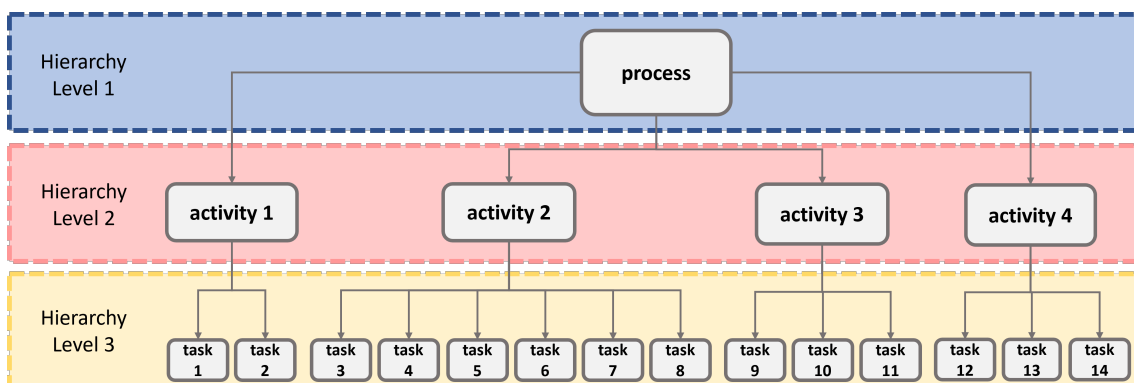 Hierarchy
Level 1
process
Hierarchy
Level 2
activity 1
activity 2
activity 3
activity 4
Hierarchy
Level 3
task
1
task
2
task
3
task
4
task
5
task
6
task
7
task
8
task
9
task
10
task
11
task
12
task
13
task
14